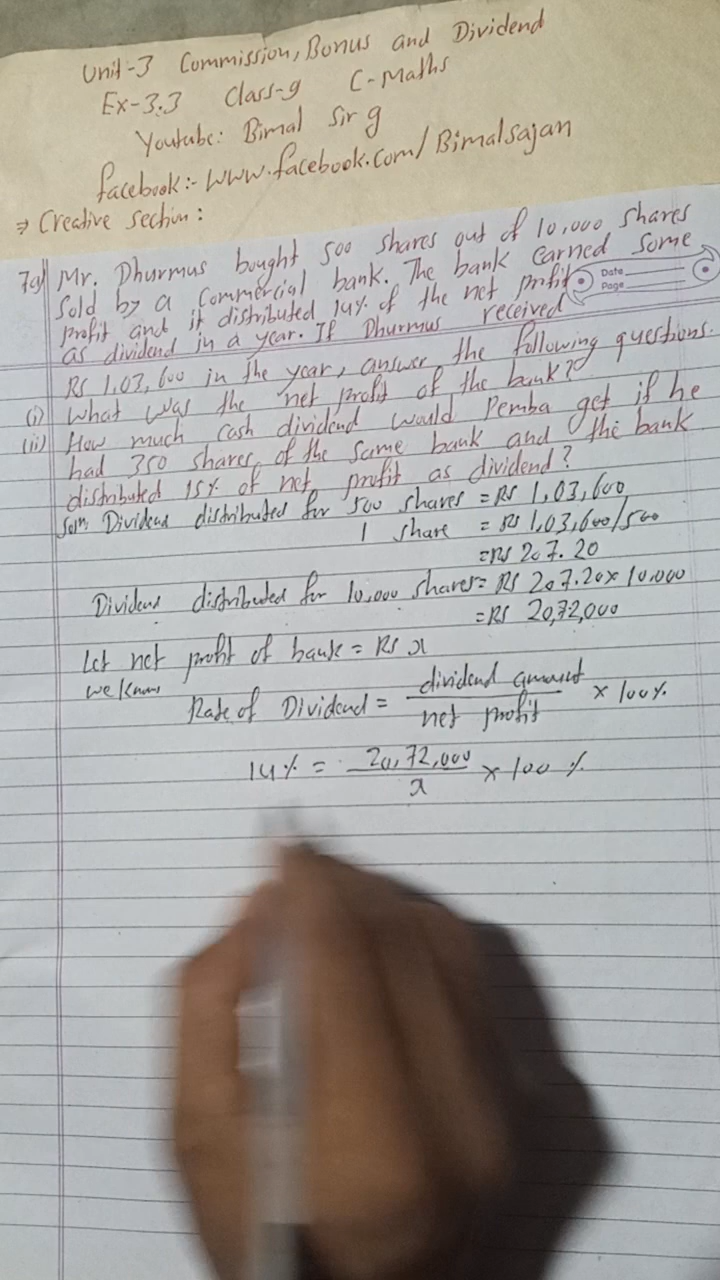 Unit-3 Commission, Bonus and Dividend
Ex-3.3 Class-9 C-Maths
Youtube: Bimal Sir g
facebook:- www.facebook.com/Bimalsajan
⇒ Creative section:
7a) Mr. Dhurmus bought 500 shares out of 10,000 shares
sold by a commercial bank. The bank earned some
profit and it distributed 14% of the net profit
Date
Page
as dividend in a year. If Dhurmus received
RS 1,03,600 in the year, answer the following questions.
(i) What was the net profit of the bank?
(ii) How much cash dividend would Pemba get if he
had 350 shares of the same bank and the bank
distributed 15% of net profit as dividend?
Soln: Dividend distributed for 500 shares = RS 1,03,600
1 share = RS 1,03,600/500
= RS 207.20
Dividend distributed for 10,000 shares = RS 207.20 × 10,000
= RS 20,72,000
Let net profit of bank = RS x
we know
Rate of Dividend = dividend amount / net profit × 100%
14% = 20,72,000 / x × 100 %